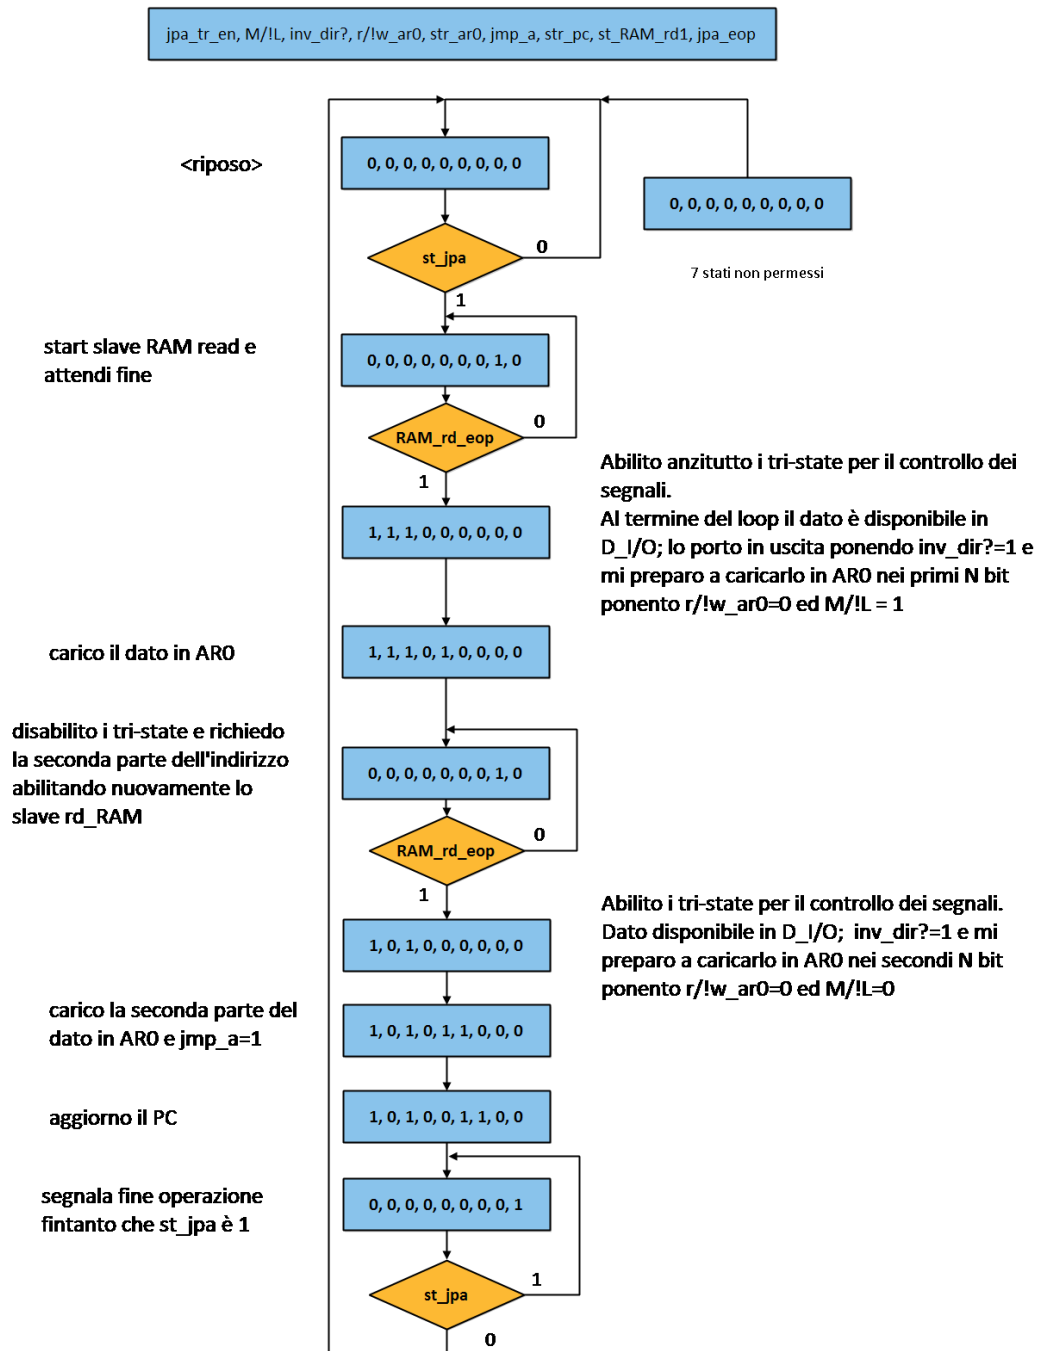 jpa_tr_en, M/!L, inv_dir?, r/!w_ar0, str_ar0, jmp_a, str_pc, st_RAM_rd1, jpa_eop
<riposo>
0, 0, 0, 0, 0, 0, 0, 0, 0
0, 0, 0, 0, 0, 0, 0, 0, 0
7 stati non permessi
st_jpa
0
1
start slave RAM read e
attendi fine
0, 0, 0, 0, 0, 0, 0, 1, 0
RAM_rd_eop
0
1
Abilito anzitutto i tri-state per il controllo dei
segnali.
Al termine del loop il dato è disponibile in
D_I/O; lo porto in uscita ponendo inv_dir?=1 e
mi preparo a caricarlo in AR0 nei primi N bit
ponento r/!w_ar0=0 ed M/!L = 1
1, 1, 1, 0, 0, 0, 0, 0, 0
carico il dato in AR0
1, 1, 1, 0, 1, 0, 0, 0, 0
disabilito i tri-state e richiedo
la seconda parte dell'indirizzo
abilitando nuovamente lo
slave rd_RAM
0, 0, 0, 0, 0, 0, 0, 1, 0
RAM_rd_eop
0
1
Abilito i tri-state per il controllo dei segnali.
Dato disponibile in D_I/O;  inv_dir?=1 e mi
preparo a caricarlo in AR0 nei secondi N bit
ponento r/!w_ar0=0 ed M/!L=0
1, 0, 1, 0, 0, 0, 0, 0, 0
carico la seconda parte del
dato in AR0 e jmp_a=1
1, 0, 1, 0, 1, 1, 0, 0, 0
aggiorno il PC
1, 0, 1, 0, 0, 1, 1, 0, 0
segnala fine operazione
fintanto che st_jpa è 1
0, 0, 0, 0, 0, 0, 0, 0, 1
st_jpa
1
0